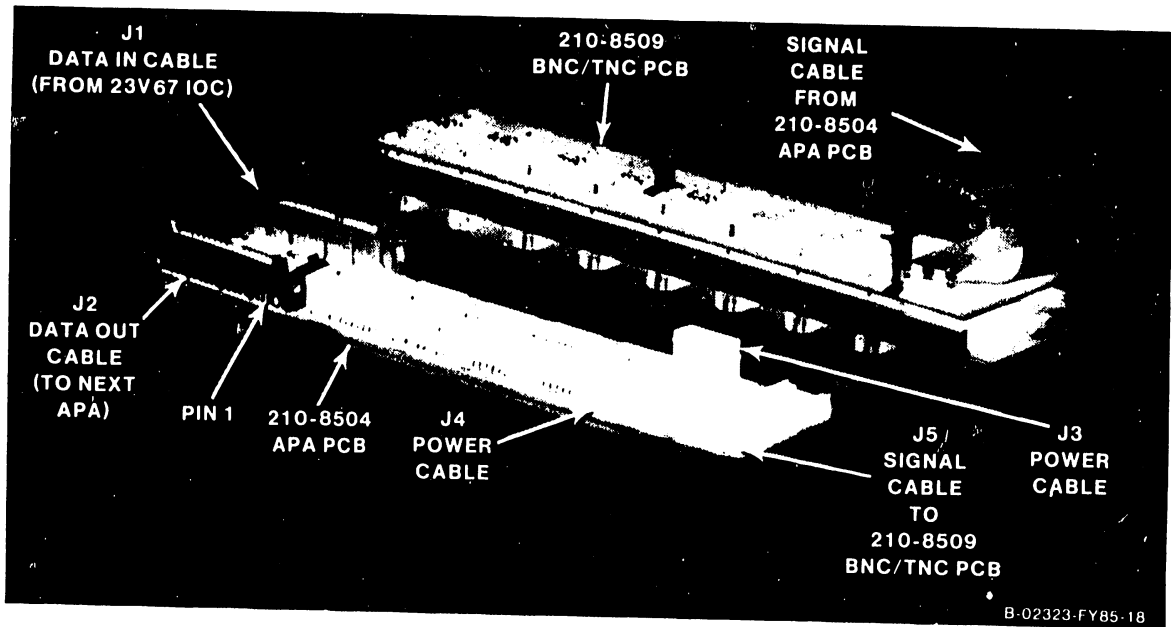 J1
DATA IN CABLE
(FROM 23V67 IOC)
210-8509
BNC/TNC PCB
SIGNAL
CABLE
FROM
210-8504
APA PCB
J2
DATA OUT
CABLE
(TO NEXT
APA)
PIN 1
210-8504
APA PCB
J4
POWER
CABLE
J5
SIGNAL
CABLE
TO
210-8509
BNC/TNC PCB
J3
POWER
CABLE
B-02323-FY85-18